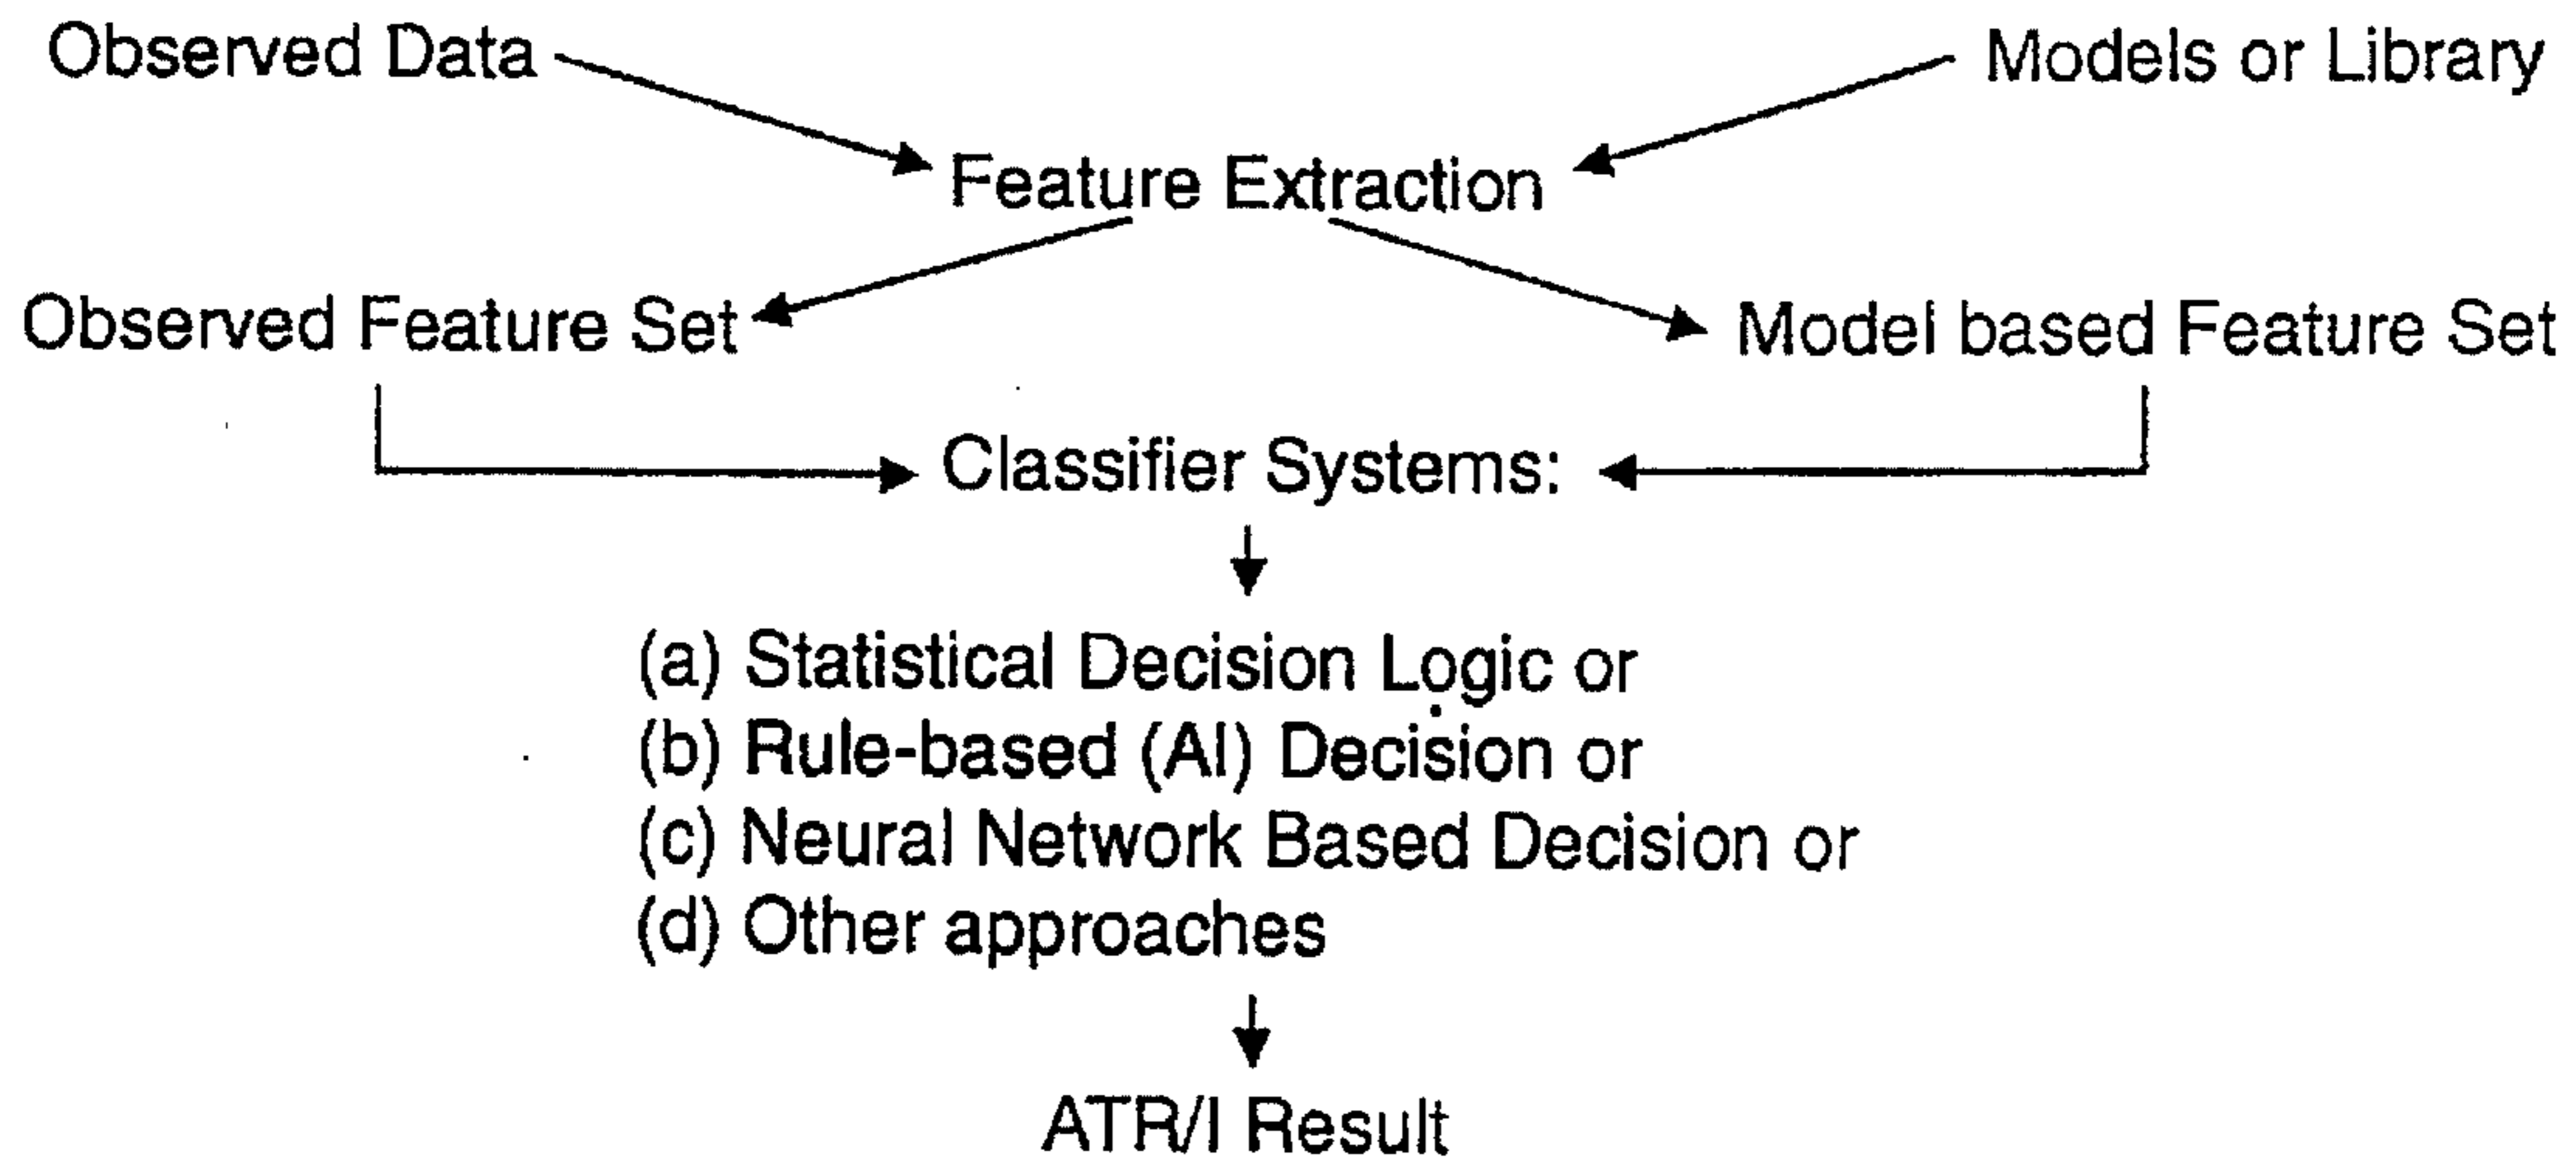 Observed Data
Models or Library
Feature Extraction
Observed Feature Set
Model based Feature Set
Classifier Systems:
(a) Statistical Decision Logic or
(b) Rule-based (AI) Decision or
(c) Neural Network Based Decision or
(d) Other approaches
ATR/I Result